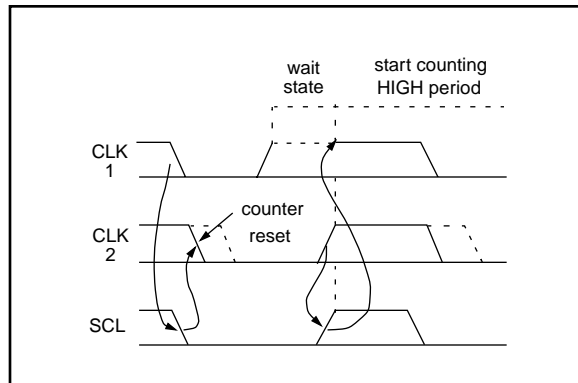 wait
state
start counting
HIGH period
CLK
1
counter
reset
CLK
2
SCL